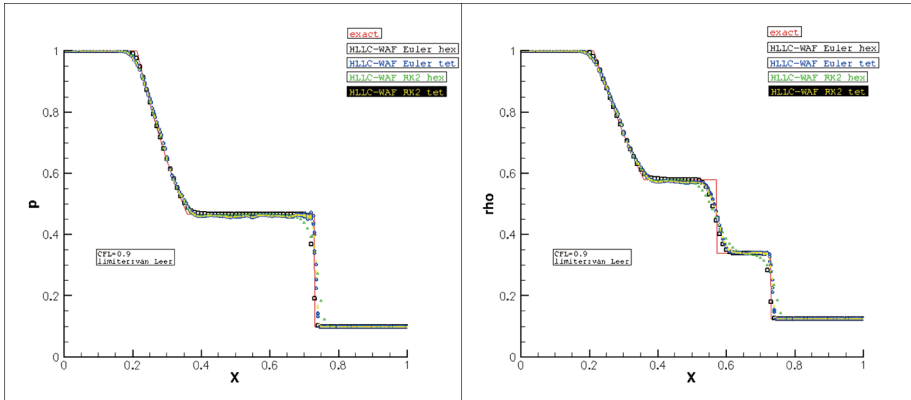 exact
HLLC-WAF Euler hex
HLLC-WAF Euler tet
HLLC-WAF RK2 hex
HLLC-WAF RK2 tet
1
0.8
0.6
p
0.4
CFL=0.9
limiter:van Leer
0.2
0
0 0.2 0.4 0.6 0.8 1
X
exact
HLLC-WAF Euler hex
HLLC-WAF Euler tet
HLLC-WAF RK2 hex
HLLC-WAF RK2 tet
1
0.8
0.6
rho
0.4
CFL=0.9
limiter:van Leer
0.2
0
0 0.2 0.4 0.6 0.8 1
X